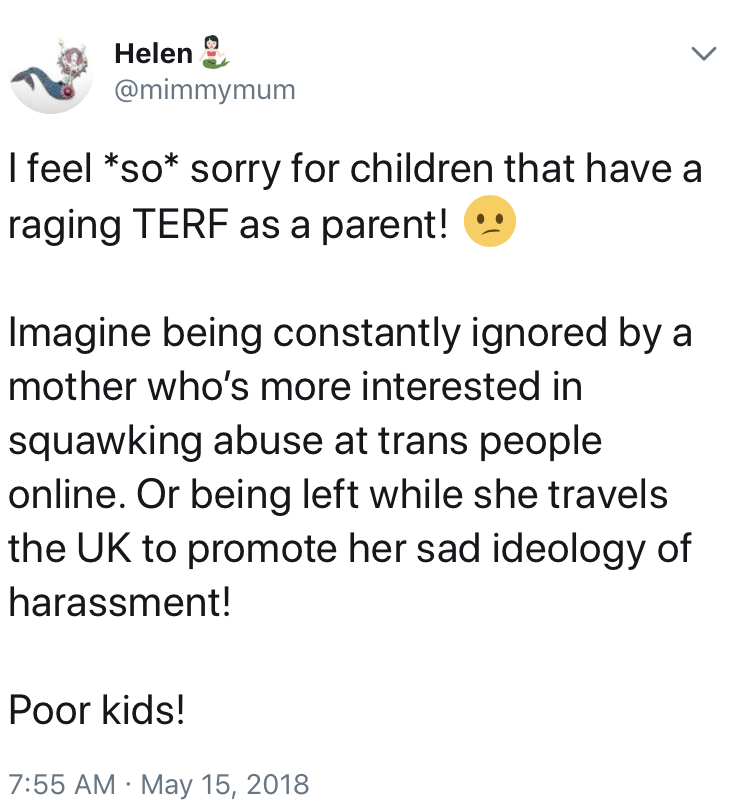 Helen 🧜🏻‍♀️
@mimmymum
I feel *so* sorry for children that have a
raging TERF as a parent! 😕
Imagine being constantly ignored by a
mother who’s more interested in
squawking abuse at trans people
online. Or being left while she travels
the UK to promote her sad ideology of
harassment!
Poor kids!
7:55 AM · May 15, 2018